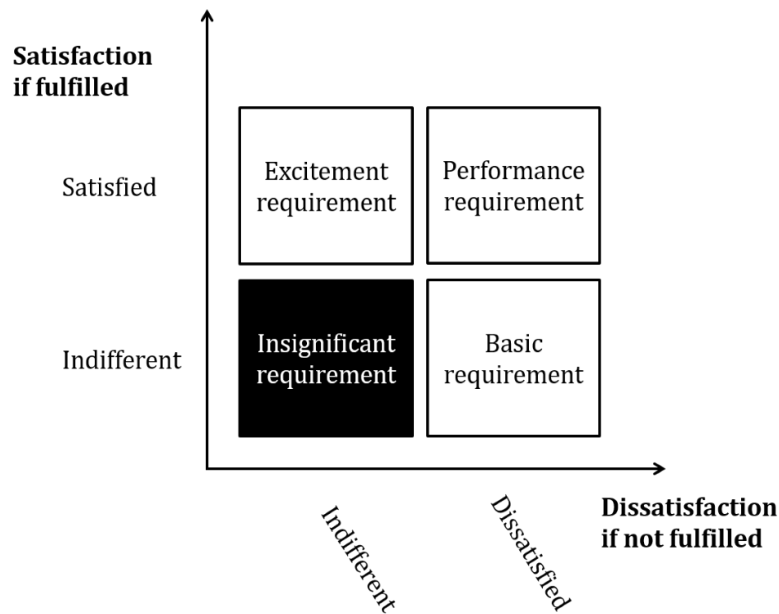 Satisfaction
if fulfilled
Satisfied
Excitement
requirement
Performance
requirement
Indifferent
Insignificant
requirement
Basic
requirement
Indifferent
Dissatisfied
Dissatisfaction
if not fulfilled